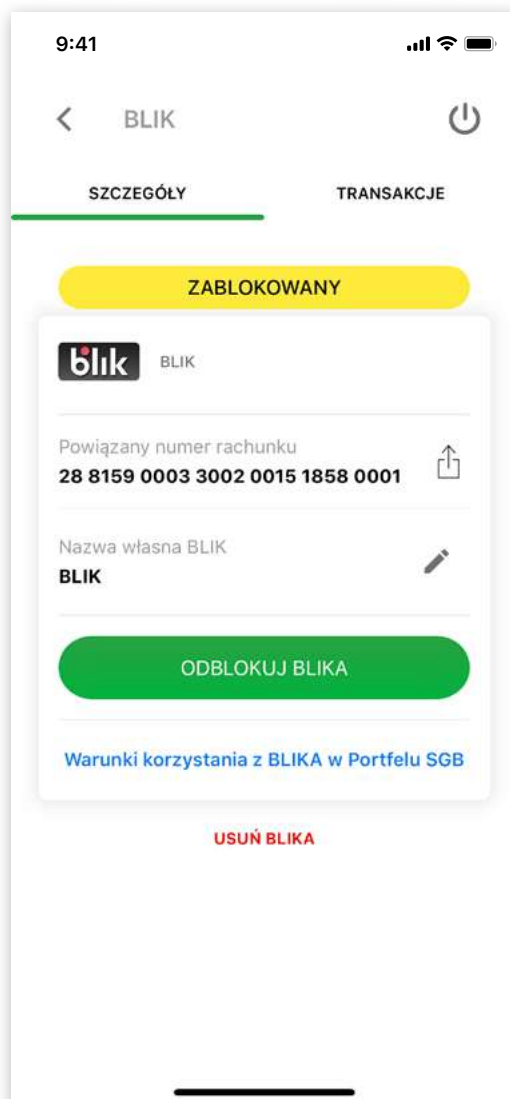 9:41
BLIK
SZCZEGÓŁY TRANSAKCJE
ZABLOKOWANY
blik BLIK
Powiązany numer rachunku
28 8159 0003 3002 0015 1858 0001
Nazwa własna BLIK
BLIK
ODBLOKUJ BLIKA
Warunki korzystania z BLIKA w Portfelu SGB
USUŃ BLIKA